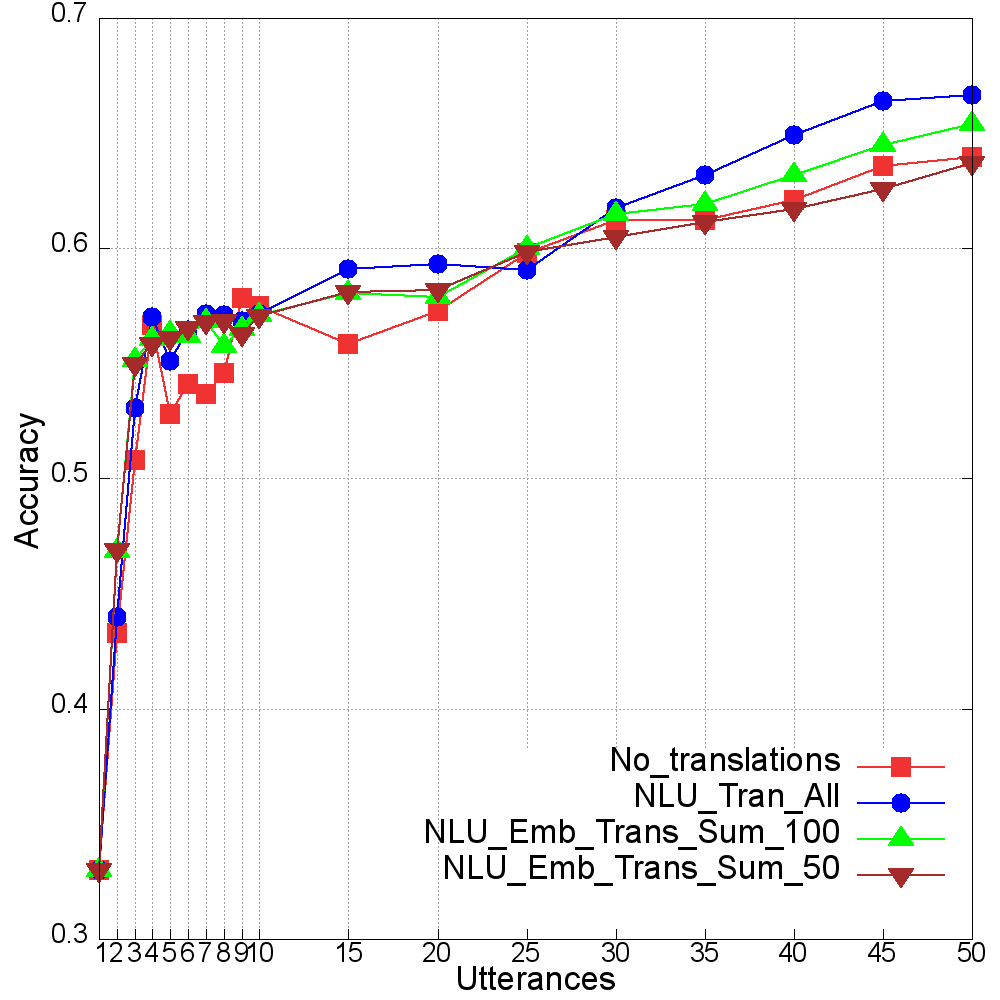 0.7
0.6
0.5
0.4
0.3
Accuracy
No_translations
NLU_Tran_All
NLU_Emb_Trans_Sum_100
NLU_Emb_Trans_Sum_50
1 2 3 4 5 6 7 8 9 10 15 20 25 30 35 40 45 50
Utterances